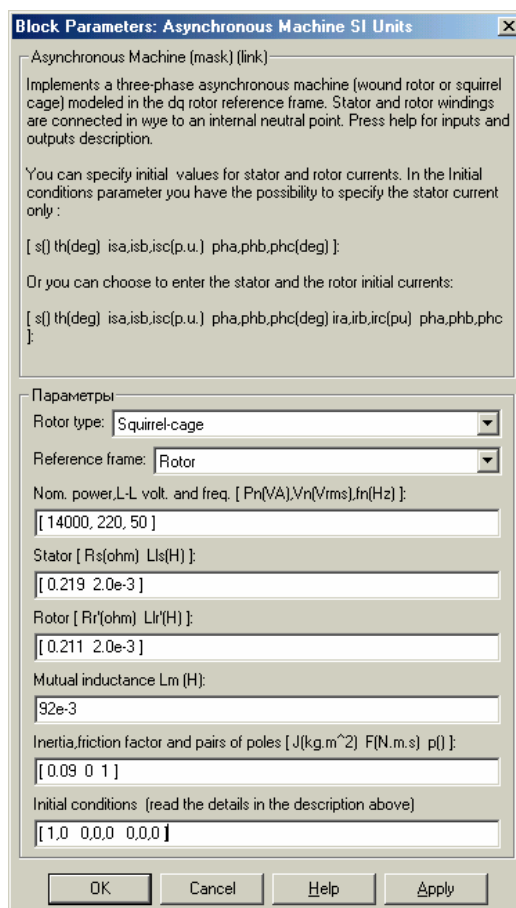 Block Parameters: Asynchronous Machine SI Units
Asynchronous Machine (mask) (link)
Implements a three-phase asynchronous machine (wound rotor or squirrel
cage) modeled in the dq rotor reference frame. Stator and rotor windings
are connected in wye to an internal neutral point. Press help for inputs and
outputs description.
You can specify initial values for stator and rotor currents. In the Initial
conditions parameter you have the possibility to specify the stator current
only :
[ s() th(deg) isa,isb,isc(p.u.) pha,phb,phc(deg) ]:
Or you can choose to enter the stator and the rotor initial currents:
[ s() th(deg) isa,isb,isc(p.u.) pha,phb,phc(deg) ira,irb,irc(pu) pha,phb,phc
]:
Параметры
Rotor type: Squirrel-cage
Reference frame: Rotor
Nom. power,L-L volt. and freq. [ Pn(VA),Vn(Vrms),fn(Hz) ]:
[ 14000, 220, 50 ]
Stator [ Rs(ohm) Lls(H) ]:
[ 0.219 2.0e-3 ]
Rotor [ Rr'(ohm) Llr'(H) ]:
[ 0.211 2.0e-3 ]
Mutual inductance Lm (H):
92e-3
Inertia,friction factor and pairs of poles [ J(kg.m^2) F(N.m.s) p() ]:
[ 0.09 0 1 ]
Initial conditions (read the details in the description above)
[ 1,0 0,0,0 0,0,0 ]
OK Cancel Help Apply